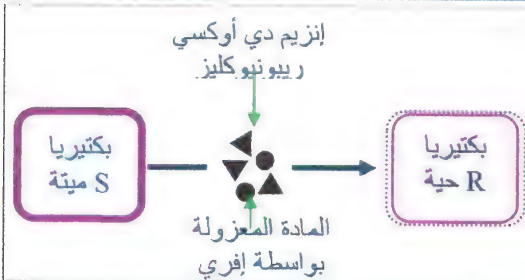 إنزيم دي أوكسي
ريبونيوكليز
بكتيريا
R حية
بكتيريا
S ميتة
المادة المعزولة
بواسطة إفري